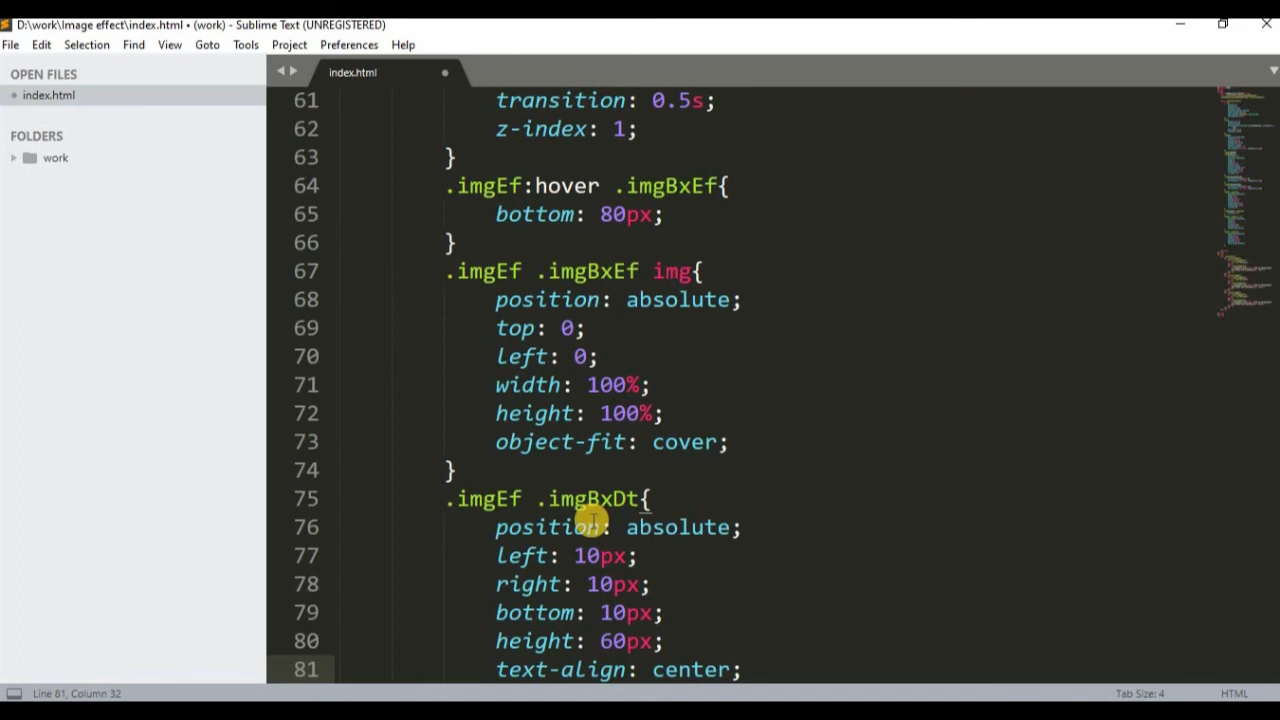 D:\work\Image effect\index.html • (work) - Sublime Text (UNREGISTERED)
File Edit Selection Find View Goto Tools Project Preferences Help
OPEN FILES
index.html
FOLDERS
work
index.html
61 transition: 0.5s;
62 z-index: 1;
63 }
64 .imgEf:hover .imgBxEf{
65 bottom: 80px;
66 }
67 .imgEf .imgBxEf img{
68 position: absolute;
69 top: 0;
70 left: 0;
71 width: 100%;
72 height: 100%;
73 object-fit: cover;
74 }
75 .imgEf .imgBxDt{
76 position: absolute;
77 left: 10px;
78 right: 10px;
79 bottom: 10px;
80 height: 60px;
81 text-align: center;
Line 81, Column 32
Tab Size: 4
HTML